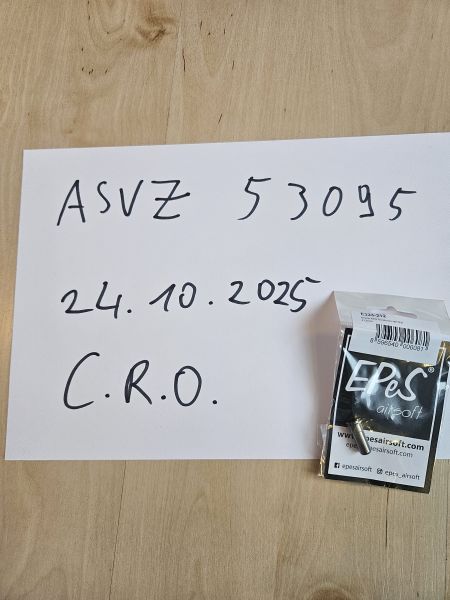 ASVZ 53095
24.10.2025
C.R.O.
EPeS®
airsoft
www.epesairsoft.com
epesairsoft
epes_airsoft